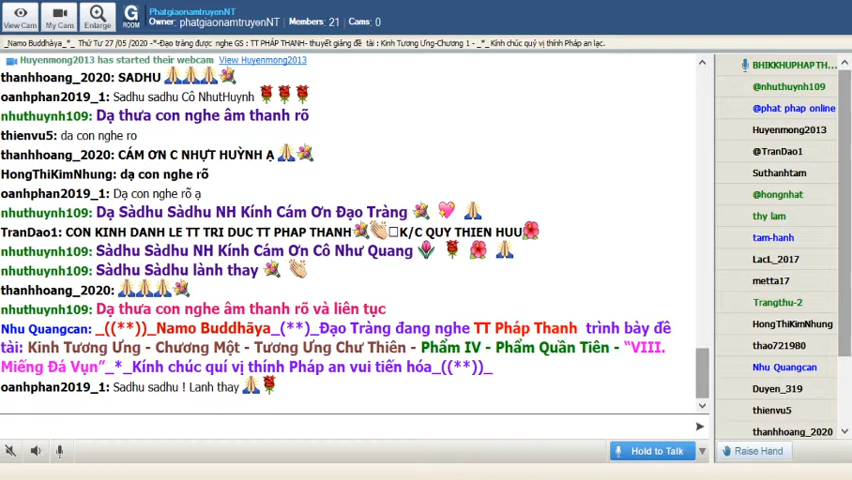 PhatgiaonamtruyenNT
Owner: phatgiaonamtruyenNT Members: 21 Cams: 0
View Cam
My Cam
Enlarge
G
ROOM
_Namo Buddhàya_*_ Thứ Tư 27 /05 /2020 -*-Đạo tràng được nghe GS : TT PHÁP THANH- thuyết giảng đề tài : Kinh Tương Ưng-Chương 1 - _*_ Kính chúc quý vị thính Pháp an lạc.
Huyenmong2013 has started their webcam View Huyenmong2013
thanhhoang_2020: SADHU
oanhphan2019_1: Sadhu sadhu Cô NhutHuynh
nhuthuynh109: Dạ thưa con nghe âm thanh rõ
thienvu5: da con nghe ro
thanhhoang_2020: CÁM ƠN C NHỰT HUỲNH Ạ
HongThiKimNhung: dạ con nghe rõ
oanhphan2019_1: Dạ con nghe rõ ạ
nhuthuynh109: Dạ Sàdhu Sàdhu NH Kính Cám Ơn Đạo Tràng
TranDao1: CON KINH DANH LE TT TRI DUC TT PHAP THANH K/C QUY THIEN HUU
nhuthuynh109: Sàdhu Sàdhu NH Kính Cám Ơn Cô Như Quang
nhuthuynh109: Sàdhu Sàdhu lành thay
thanhhoang_2020:
nhuthuynh109: Dạ thưa con nghe âm thanh rõ và liên tục
Nhu Quangcan: _((**))_Namo Buddhāya_(**)_Đạo Tràng đang nghe TT Pháp Thanh trình bày đề
tài: Kinh Tương Ưng - Chương Một - Tương Ưng Chư Thiên - Phẩm IV - Phẩm Quần Tiên - “VIII.
Miếng Đá Vụn”_*_Kính chúc quí vị thính Pháp an vui tiến hóa_((**))_
oanhphan2019_1: Sadhu sadhu ! Lanh thay
Hold to Talk
BHIKKHUPHAPTH...
@nhuthuynh109
@phat phap online
Huyenmong2013
@TranDao1
Suthanhtam
@hongnhat
thy lam
tam-hanh
LacL_2017
metta17
Trangthu-2
HongThiKimNhung
thao721980
Nhu Quangcan
Duyen_319
thienvu5
thanhhoang_2020
Raise Hand